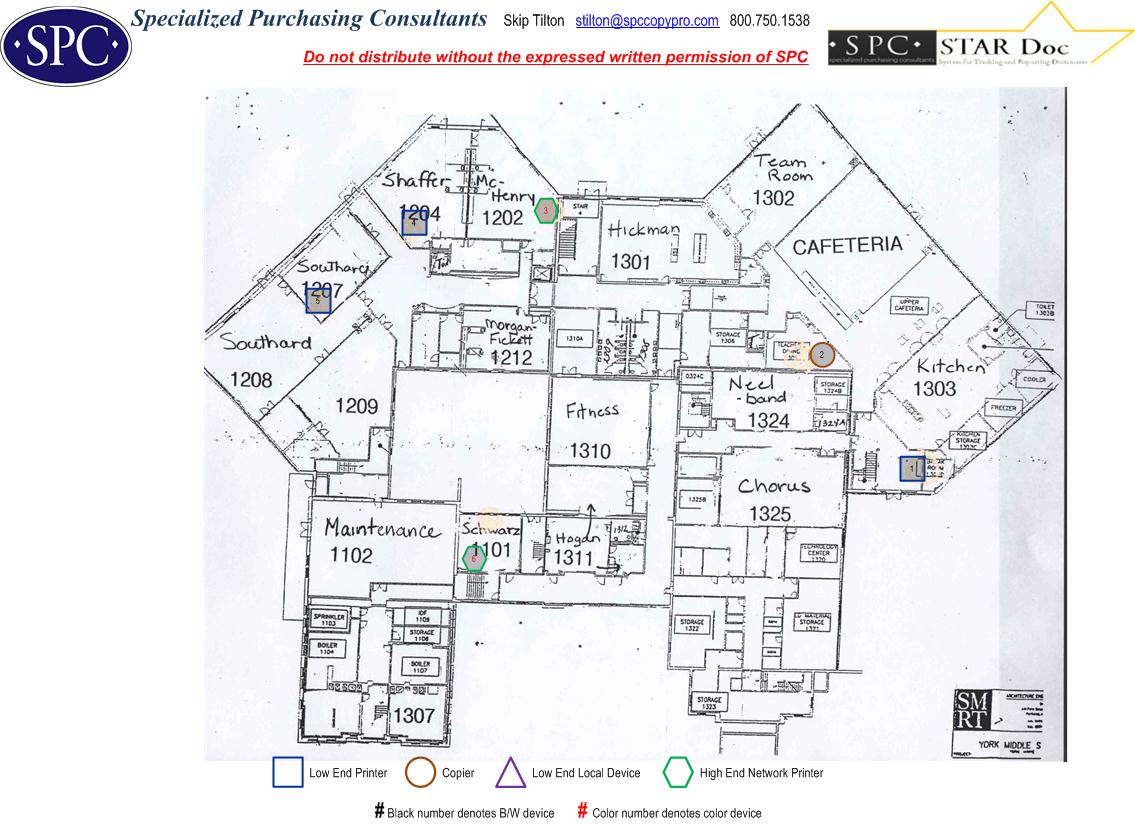 SPC
Specialized Purchasing Consultants Skip Tilton stilton@spccopypro.com 800.750.1538
Do not distribute without the expressed written permission of SPC
SPC
specialized purchasing consultants
STAR Doc
System for Tracking and Reporting Documents
Shaffer
1204
4
Mc-
Henry
1202
3
STAIR
4
Hickman
1301
Team
Room
1302
CAFETERIA
Southard
1207
5
Southard
1208
1209
Morgan-
Fickett
1212
1310A
STORAGE
1306
2
UPPER
CAFETERIA
TOILET
1303B
Kitchen
1303
COOLER
FREEZER
KITCHEN
STORAGE
1303C
1
0324C
Neel
-band
1324
STORAGE
1324B
1324A
Fitness
1310
1325B
Chorus
1325
Maintenance
1102
Schwarz
1101
6
Hogan
1311
1312
TECHNOLOGY
CENTER
1320
SPRINKLER
1103
BOILER
1104
IDF
1109
STORAGE
1108
BOILER
1107
1307
STORAGE
1322
STORAGE
1321
STORAGE
1323
SM
RT
YORK MIDDLE S
Low End Printer Copier Low End Local Device High End Network Printer
# Black number denotes B/W device # Color number denotes color device